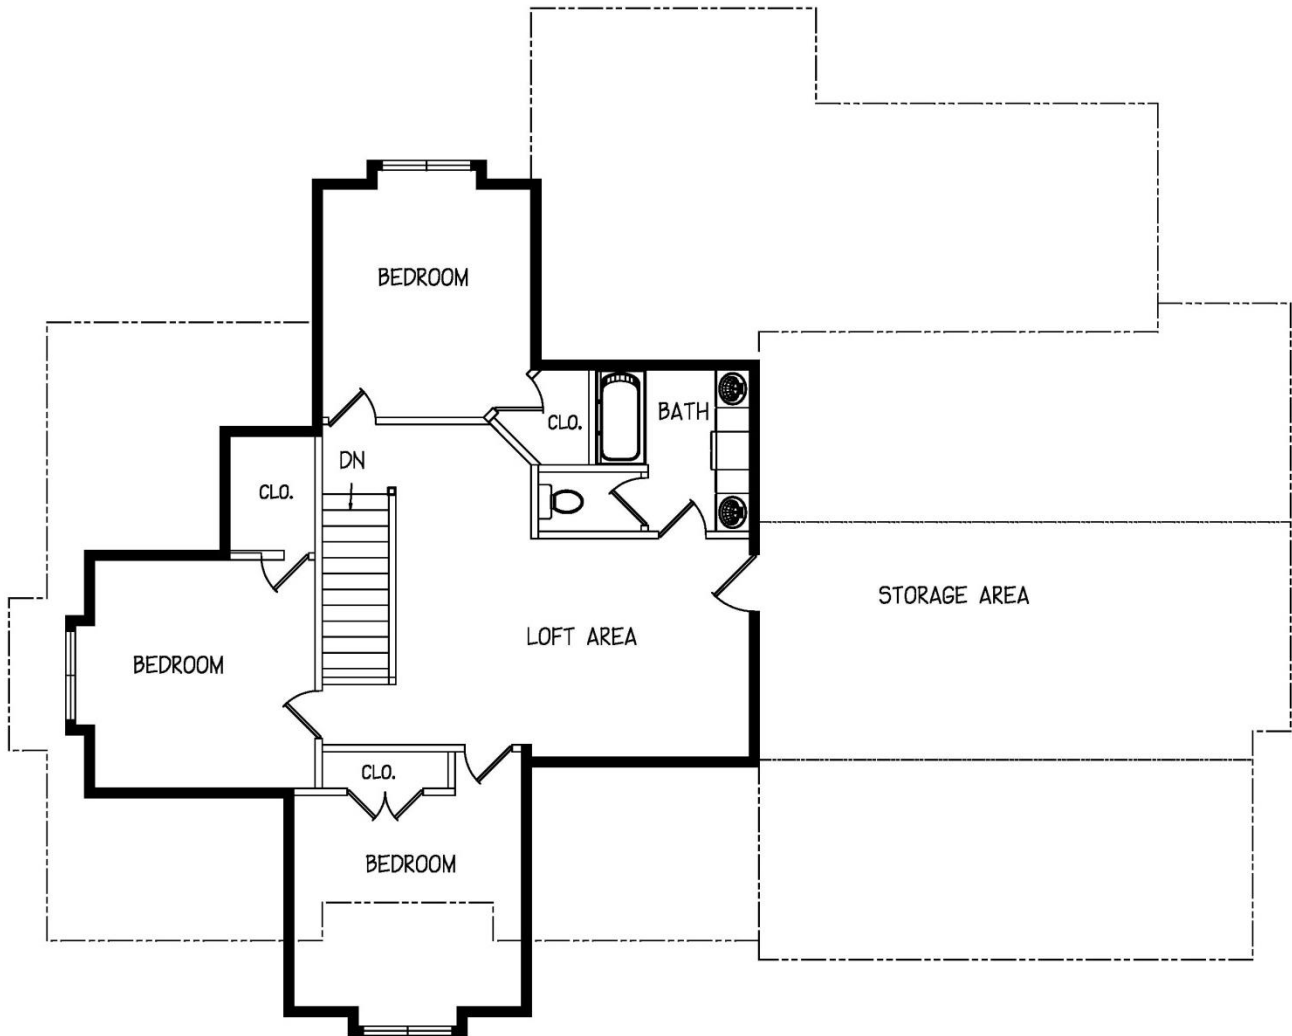 BEDROOM
BATH
CLO.
DN
CLO.
STORAGE AREA
LOFT AREA
BEDROOM
CLO.
BEDROOM